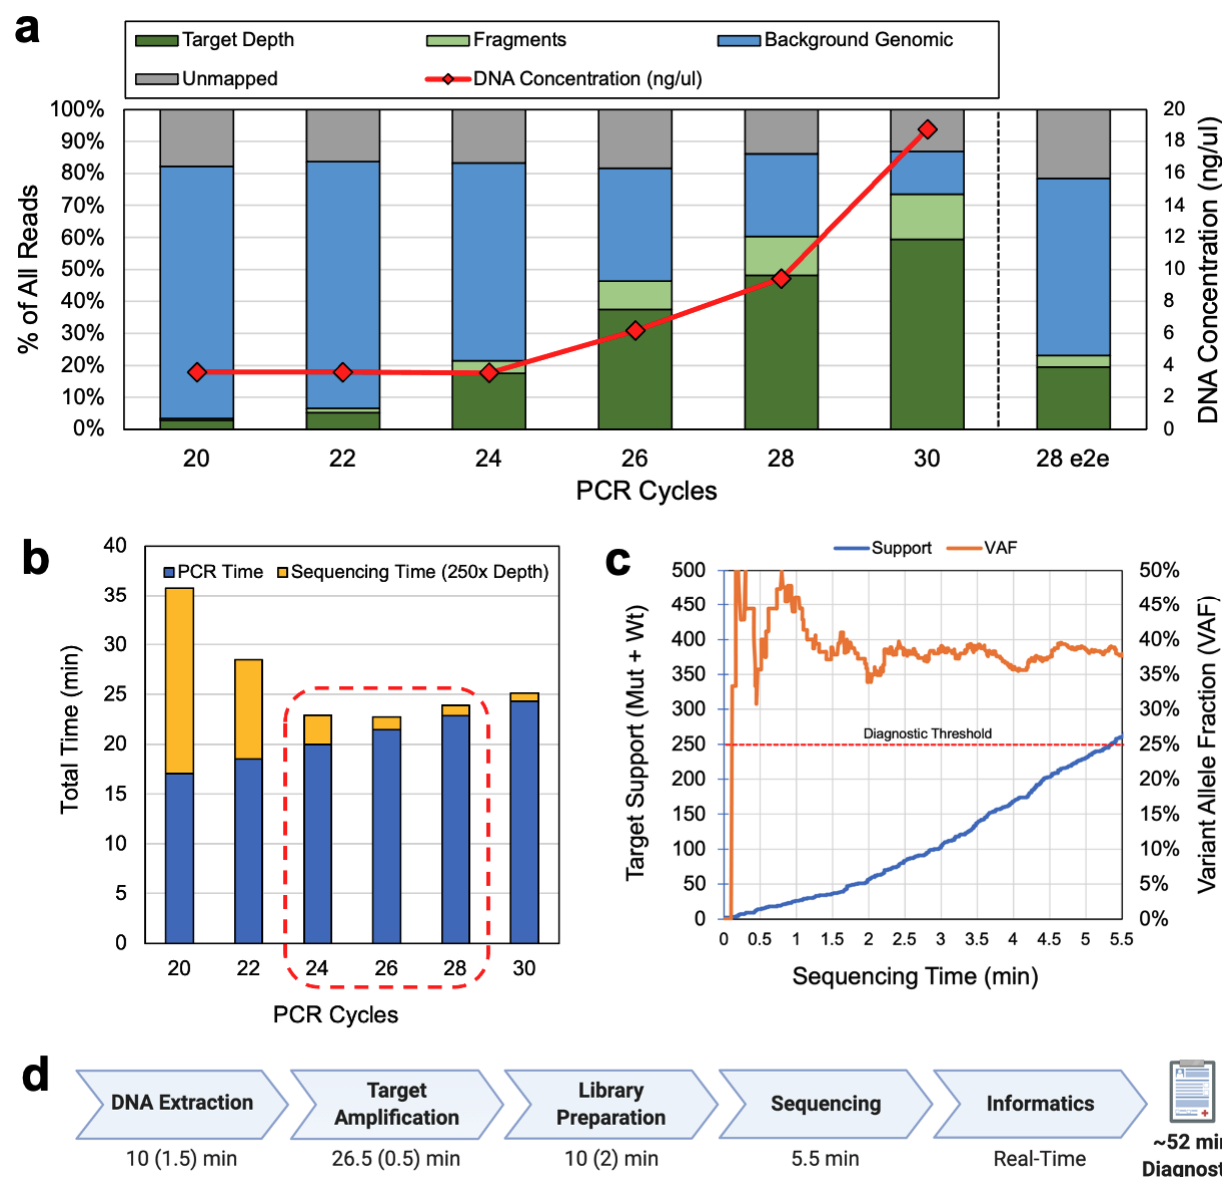 a
Target Depth
Fragments
Background Genomic
Unmapped
DNA Concentration (ng/ul)
% of All Reads
100%
90%
80%
70%
60%
50%
40%
30%
20%
10%
0%
20
18
16
14
12
10
8
6
4
2
0
DNA Concentration (ng/ul)
20 22 24 26 28 30 28 e2e
PCR Cycles
b
Total Time (min)
40
35
30
25
20
15
10
5
0
PCR Time
Sequencing Time (250x Depth)
20 22 24 26 28 30
PCR Cycles
c
Support
VAF
Target Support (Mut + Wt)
500
450
400
350
300
250
200
150
100
50
0
Diagnostic Threshold
50%
45%
40%
35%
30%
25%
20%
15%
10%
5%
0%
Variant Allele Fraction (VAF)
0 0.5 1 1.5 2 2.5 3 3.5 4 4.5 5 5.5
Sequencing Time (min)
d
DNA Extraction
10 (1.5) min
Target
Amplification
26.5 (0.5) min
Library
Preparation
10 (2) min
Sequencing
5.5 min
Informatics
Real-Time
~52 min